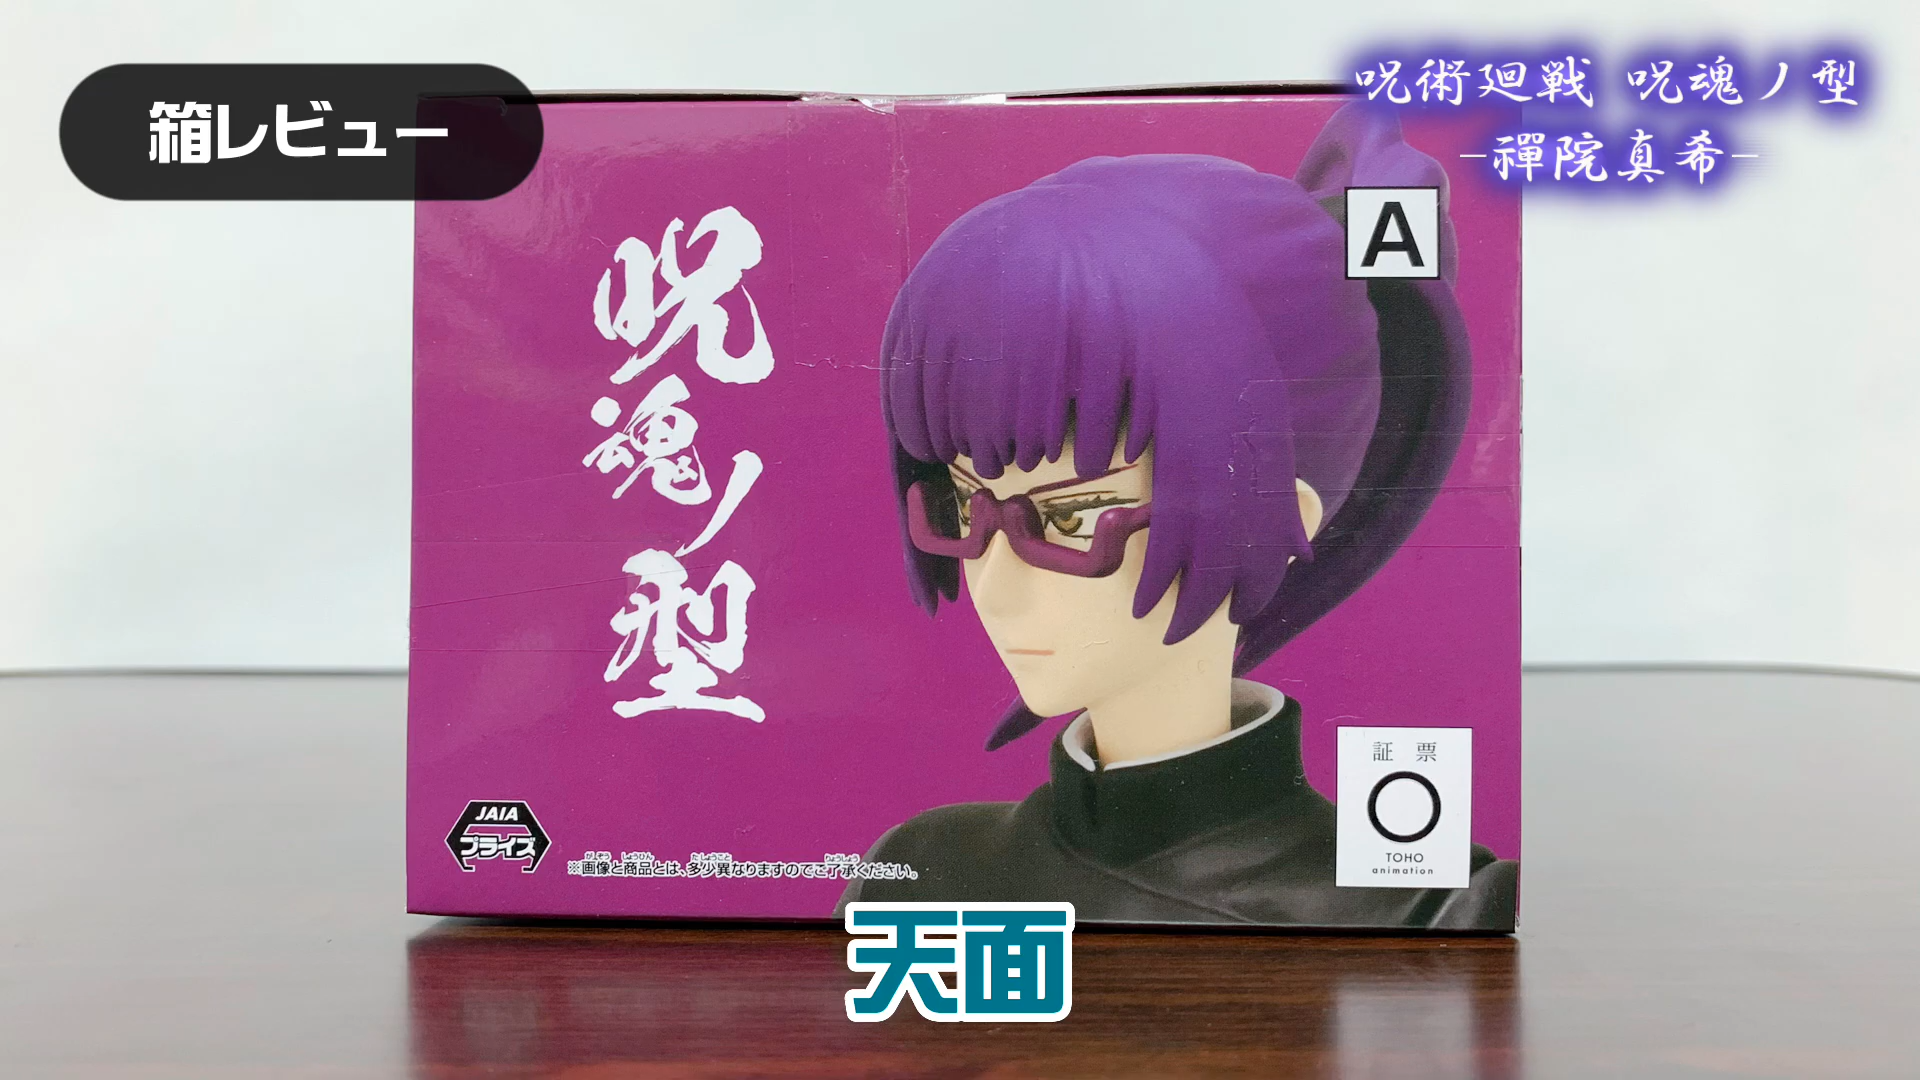 箱レビュー
呪術廻戦 呪魂ノ型
−禪院真希−
A
呪魂ノ型
証 票
TOHO
animation
JAIA
プライズ
※画像と商品とは、多少異なりますのでご了承ください。
天面